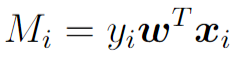 $M_i = y_i \boldsymbol{w}^T \boldsymbol{x}_i$